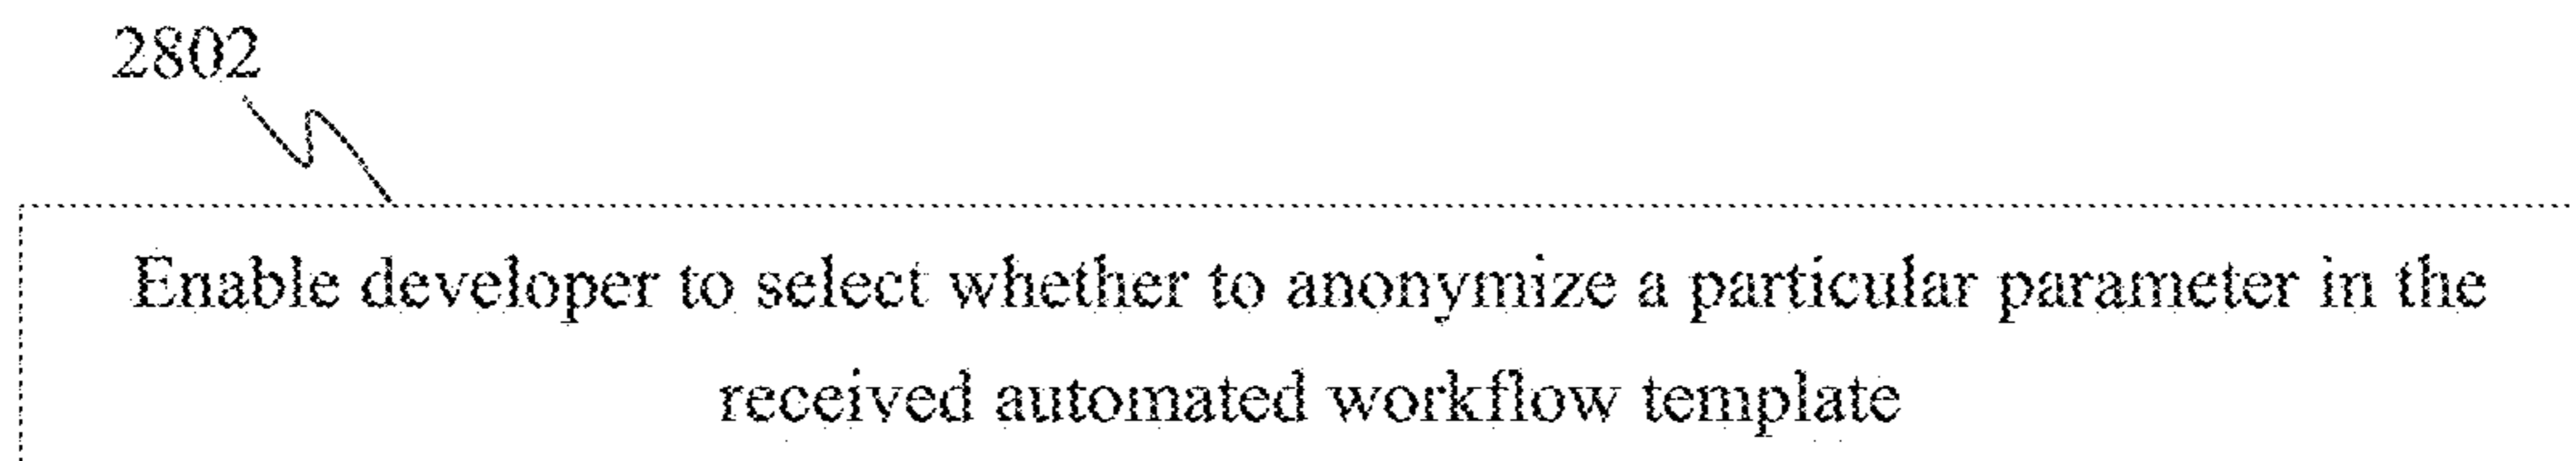 2802
Enable developer to select whether to anonymize a particular parameter in the
received automated workflow template